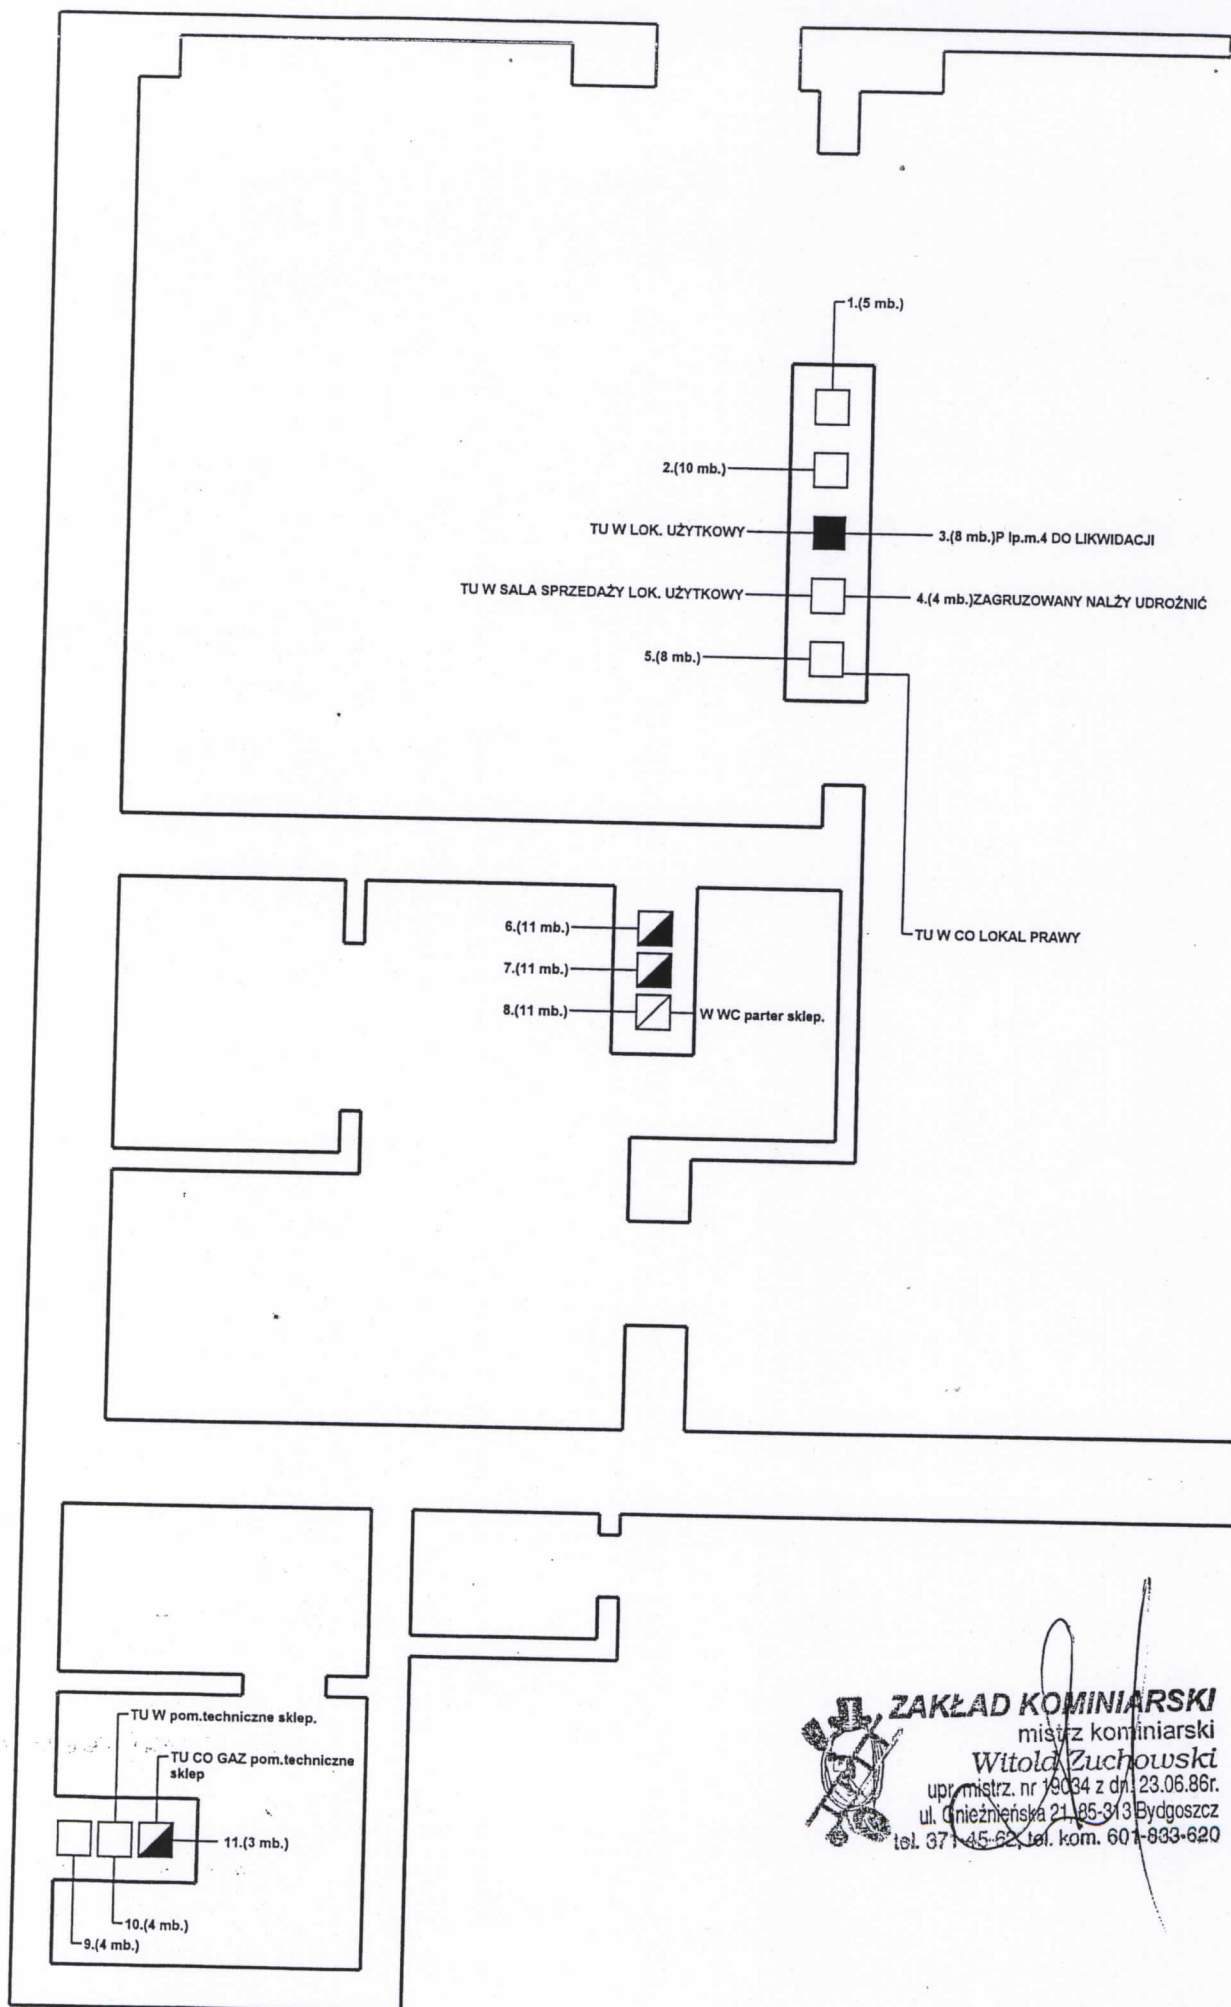 1.(5 mb.)
2.(10 mb.)
TU W LOK. UŻYTKOWY
3.(8 mb.)P lp.m.4 DO LIKWIDACJI
TU W SALA SPRZEDAŻY LOK. UŻYTKOWY
4.(4 mb.)ZAGRUZOWANY NALŻY UDROŻNIĆ
5.(8 mb.)
TU W CO LOKAL PRAWY
6.(11 mb.)
7.(11 mb.)
8.(11 mb.)
W WC parter sklep.
TU W pom.techniczne sklep.
TU CO GAZ pom.techniczne
sklep
11.(3 mb.)
10.(4 mb.)
9.(4 mb.)
ZAKŁAD KOMINIARSKI
mistrz kominiarski
Witold Zuchowski
upr. mistrz. nr 19034 z dn. 23.06.86r.
ul. Gnieźnieńska 21, 85-313 Bydgoszcz
tel. 371-45-62, tel. kom. 601-833-620